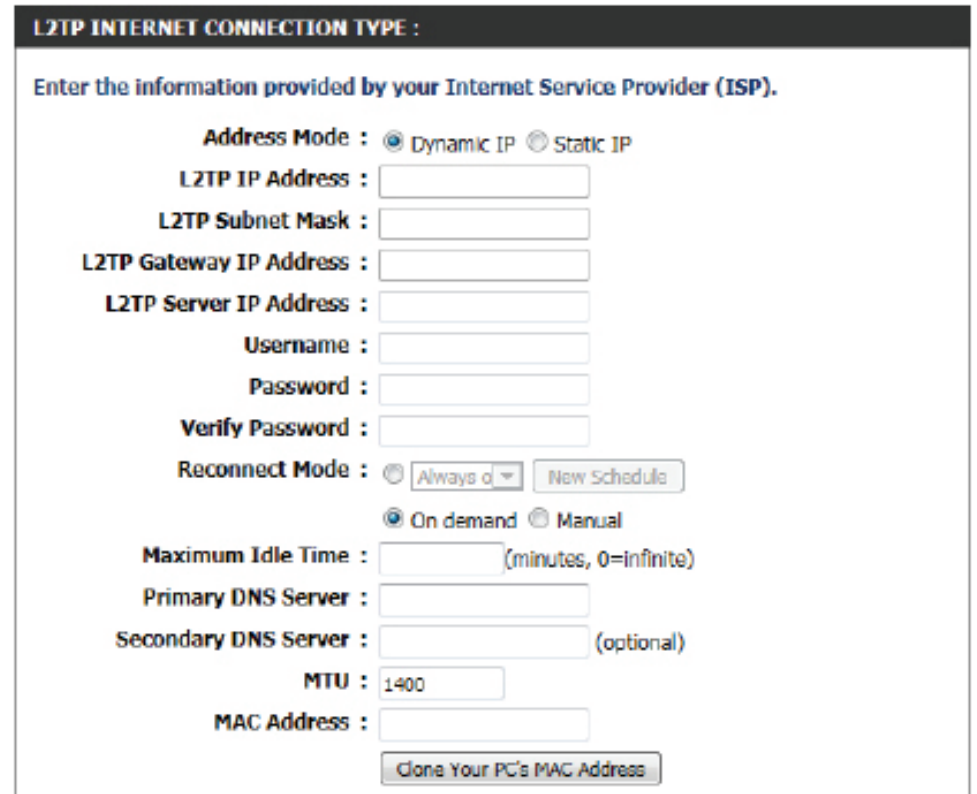 L2TP INTERNET CONNECTION TYPE :
Enter the information provided by your Internet Service Provider (ISP).
Address Mode : Dynamic IP Static IP
L2TP IP Address :
L2TP Subnet Mask :
L2TP Gateway IP Address :
L2TP Server IP Address :
Username :
Password :
Verify Password :
Reconnect Mode : Always o New Schedule
On demand Manual
Maximum Idle Time : (minutes, 0=infinite)
Primary DNS Server :
Secondary DNS Server : (optional)
MTU : 1400
MAC Address :
Clone Your PC's MAC Address